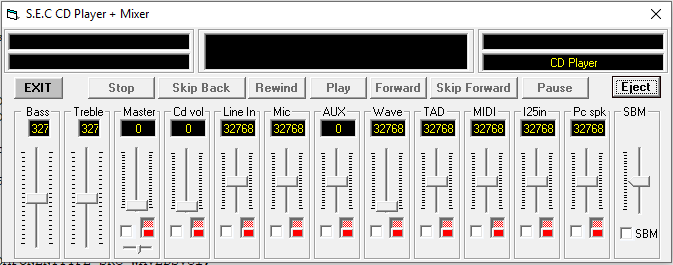 S.E.C CD Player + Mixer
CD Player
EXIT Stop Skip Back Rewind Play Forward Skip Forward Pause Eject
Bass Treble Master Cd vol Line In Mic AUX Wave TAD MIDI I25in Pc spk SBM
327 327 0 0 32768 32768 0 32768 32768 32768 32768 32768
SBM